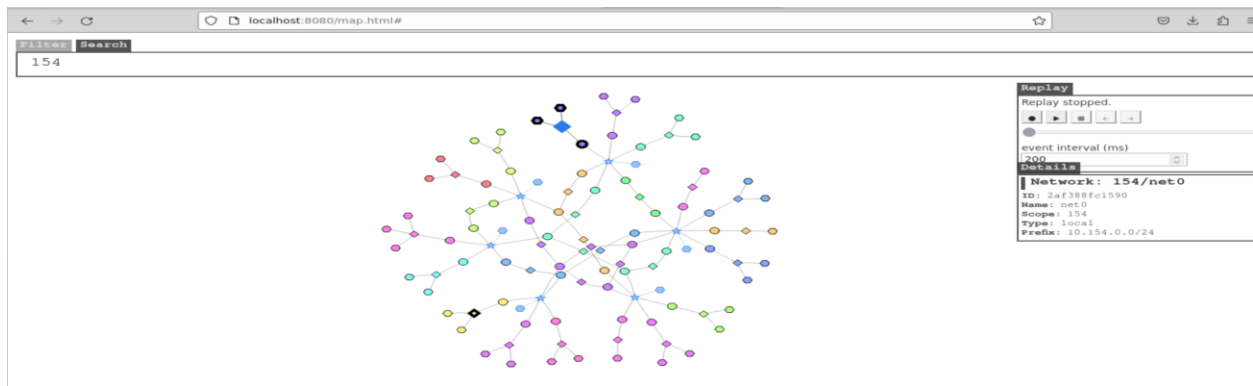 localhost:8080/map.html#
Filter Search
154
Replay
Replay stopped.
event interval (ms)
200
Details
Network: 154/net0
ID: 2af388fc1590
Name: net0
Scope: 154
Type: local
Prefix: 10.154.0.0/24